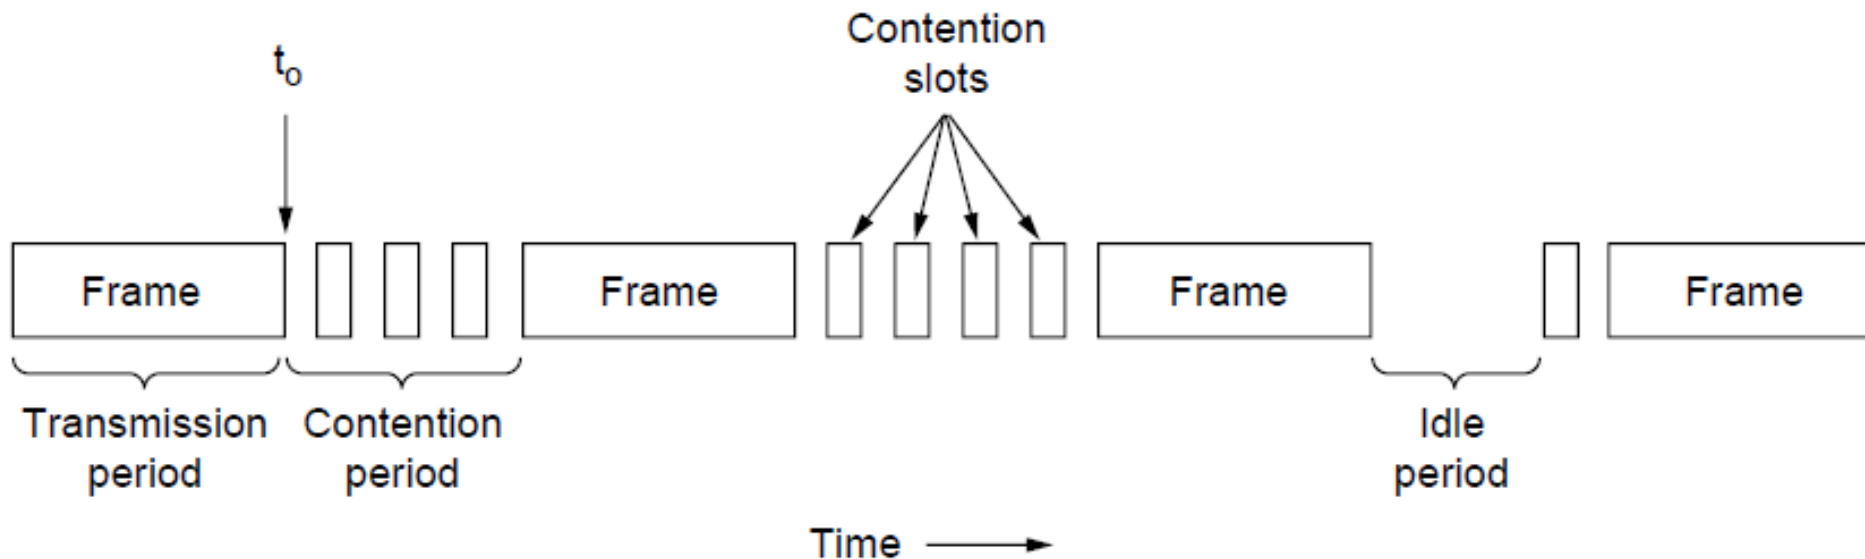 Contention
slots
t₀
Frame
Frame
Frame
Frame
Transmission
period
Contention
period
Idle
period
Time